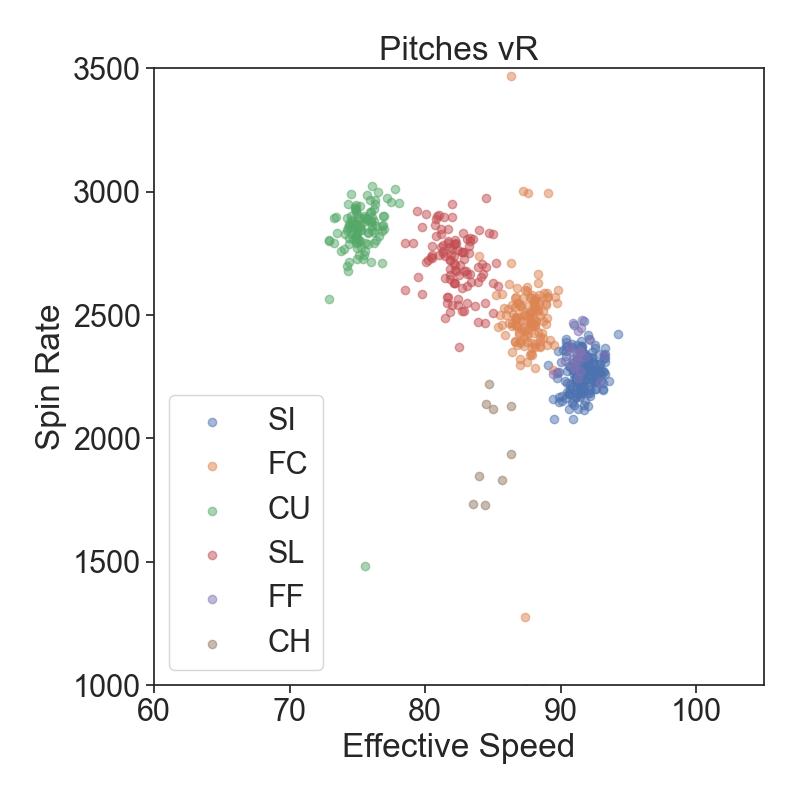 Pitches vR
3500
3000
2500
2000
1500
1000
Spin Rate
SI
FC
CU
SL
FF
CH
60 70 80 90 100
Effective Speed